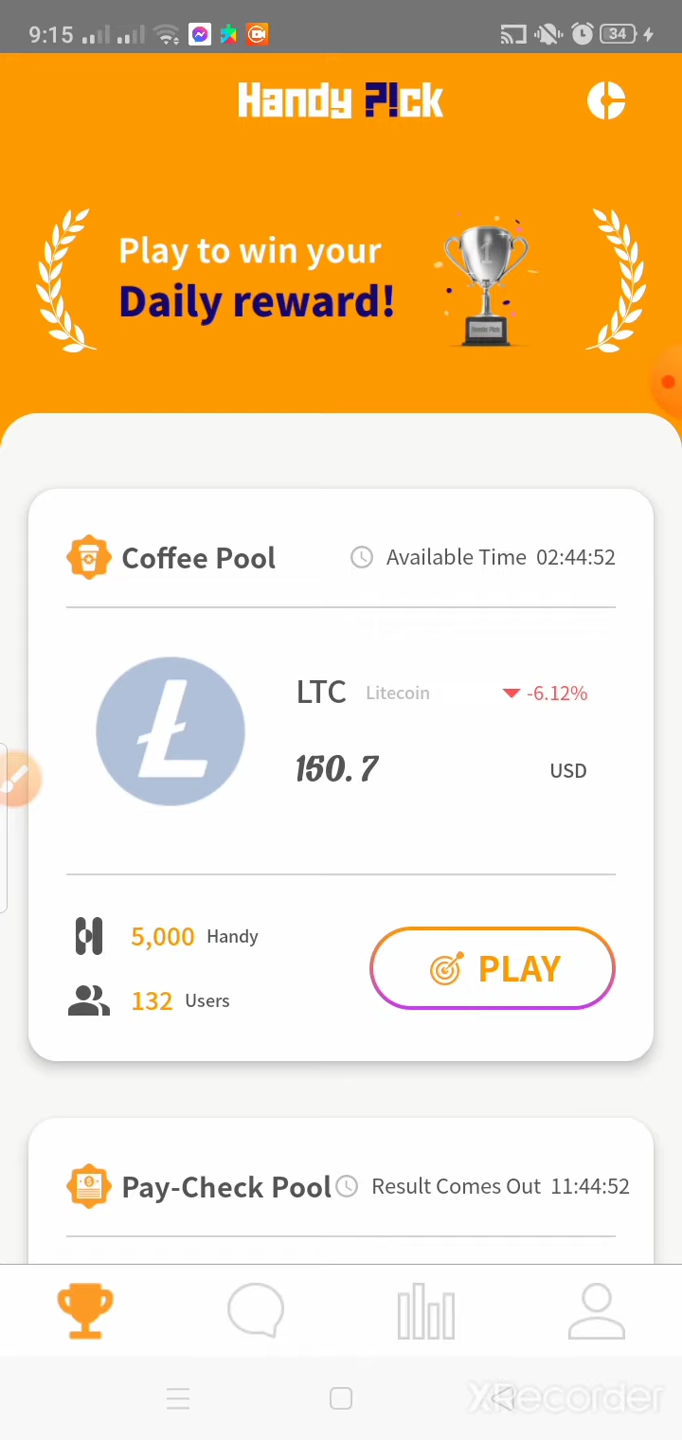 9:15 34
Handy ?!ck
Play to win your
Daily reward!
1
Coffee Pool Available Time 02:44:52
LTC Litecoin -6.12%
150.7 USD
5,000 Handy
132 Users
PLAY
Pay-Check Pool Result Comes Out 11:44:52
XRecorder